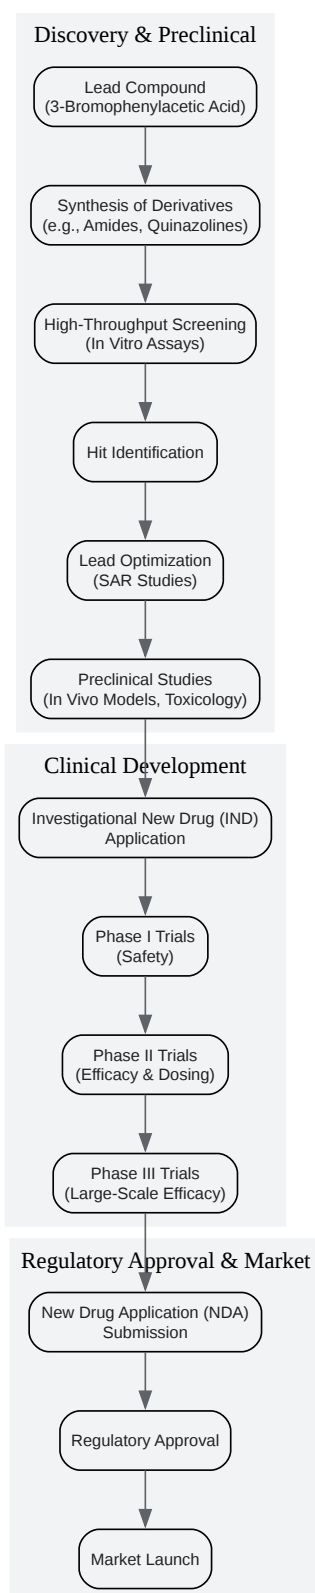 Discovery & Preclinical
Lead Compound
(3-Bromophenylacetic Acid)
Synthesis of Derivatives
(e.g., Amides, Quinazolines)
High-Throughput Screening
(In Vitro Assays)
Hit Identification
Lead Optimization
(SAR Studies)
Preclinical Studies
(In Vivo Models, Toxicology)
Clinical Development
Investigational New Drug (IND)
Application
Phase I Trials
(Safety)
Phase II Trials
(Efficacy & Dosing)
Phase III Trials
(Large-Scale Efficacy)
Regulatory Approval & Market
New Drug Application (NDA)
Submission
Regulatory Approval
Market Launch